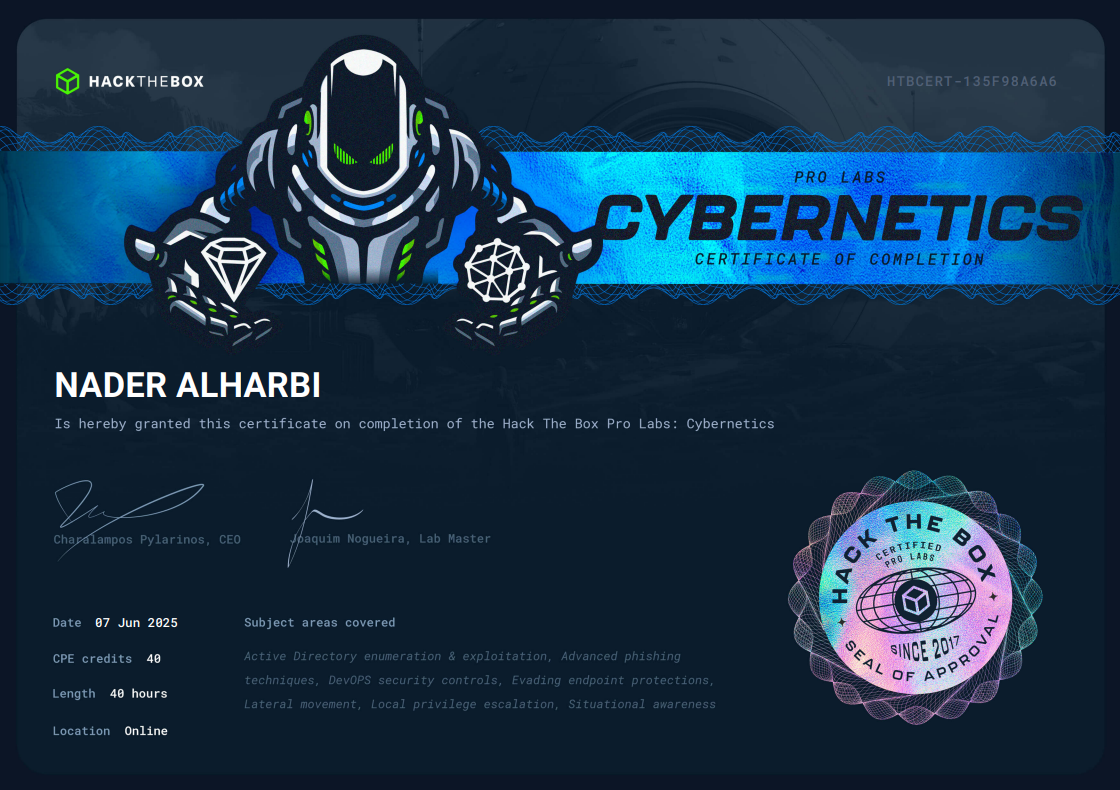 HACKTHEBOX
HTBCERT-135F98A6A6
PRO LABS
CYBERNETICS
CERTIFICATE OF COMPLETION
NADER ALHARBI
Is hereby granted this certificate on completion of the Hack The Box Pro Labs: Cybernetics
Charalampos Pylarinos, CEO
Joaquim Nogueira, Lab Master
Date 07 Jun 2025
CPE credits 40
Length 40 hours
Location Online
Subject areas covered
Active Directory enumeration & exploitation, Advanced phishing
techniques, DevOPS security controls, Evading endpoint protections,
Lateral movement, Local privilege escalation, Situational awareness
HACK THE BOX
CERTIFIED
PRO LABS
SINCE 2017
SEAL OF APPROVAL